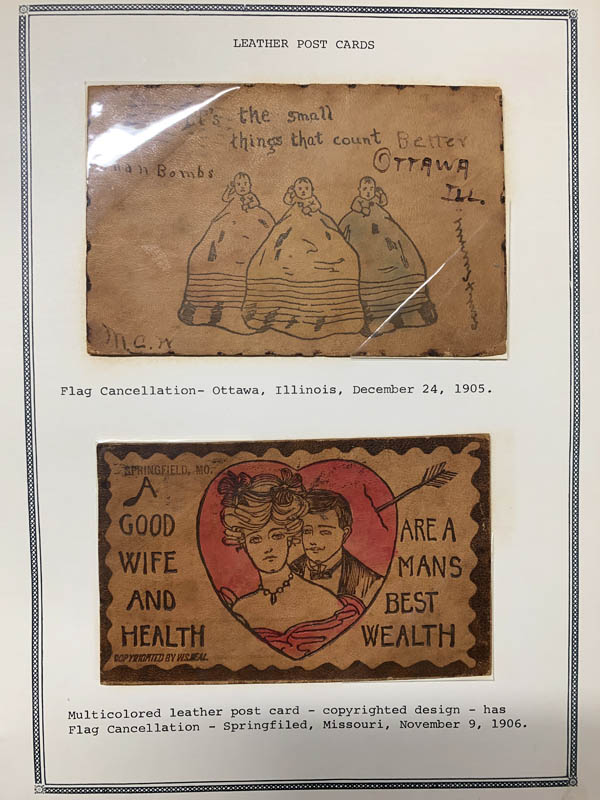 LEATHER POST CARDS
It's the small
things that count Better
OTTAWA
ILL.
Bombs
M.C.W
Flag Cancellation- Ottawa, Illinois, December 24, 1905.
SPRINGFIELD, MO.
A
GOOD
WIFE
AND
HEALTH
ARE A
MANS
BEST
WEALTH
COPYRIGHTED BY W.S.HEAL.
Multicolored leather post card - copyrighted design - has
Flag Cancellation - Springfiled, Missouri, November 9, 1906.